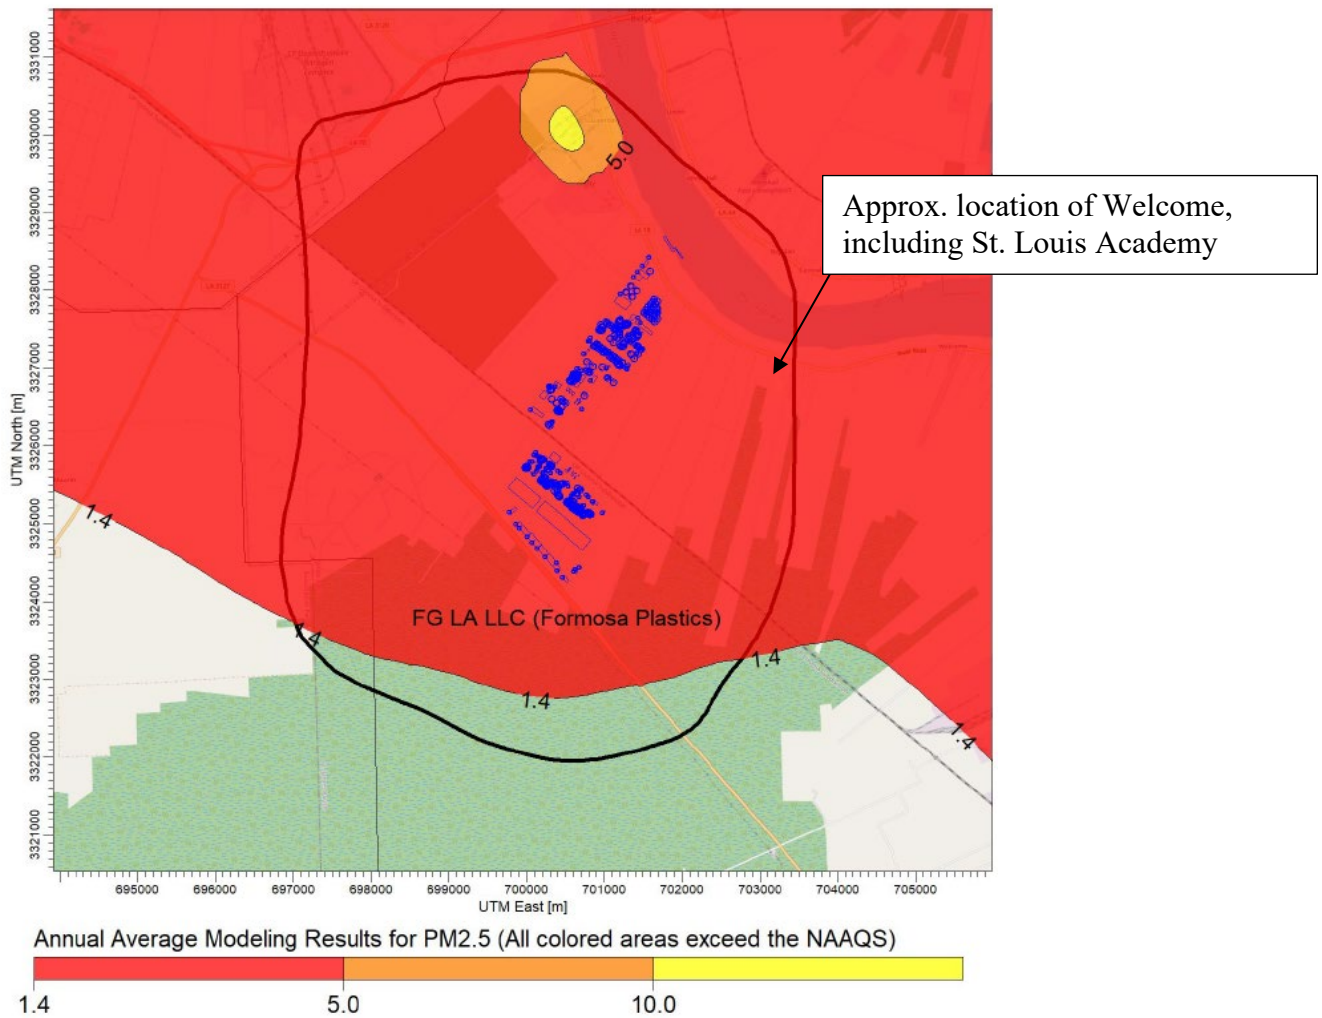 5.0
Approx. location of Welcome,
including St. Louis Academy
1.4
1.4
FG LA LLC (Formosa Plastics)
1.4
1.4
1.4
3331000
3330000
3329000
3328000
3327000
3326000
3325000
3324000
3323000
3322000
3321000
UTM North [m]
695000 696000 697000 698000 699000 700000 701000 702000 703000 704000 705000
UTM East [m]
Annual Average Modeling Results for PM2.5 (All colored areas exceed the NAAQS)
1.4 5.0 10.0